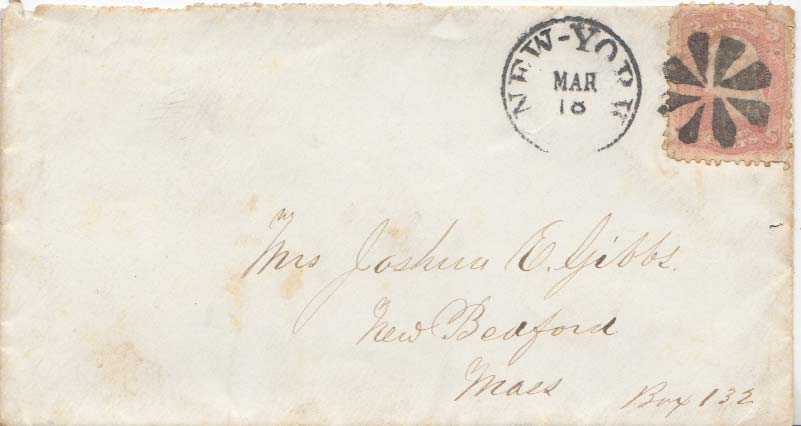 NEW-YORK
MAR
18
U.S.
Mrs Joshua E. Gibbs.
New Bedford
Mass
Box 132